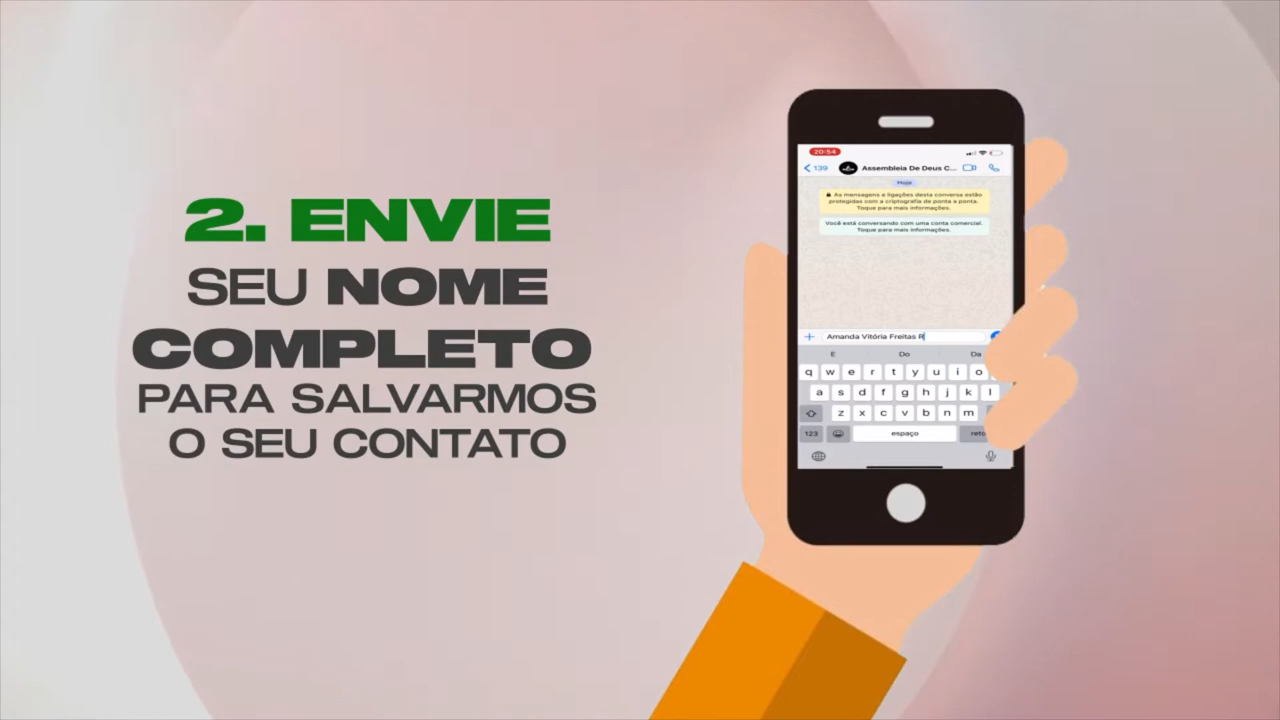 2. ENVIE
SEU NOME
COMPLETO
PARA SALVARMOS
O SEU CONTATO
20:54
139 Assembleia De Deus C...
Hoje
As mensagens e ligações desta conversa estão
protegidas com a criptografia de ponta a ponta.
Toque para mais informações.
Você está conversando com uma conta comercial.
Toque para mais informações.
Amanda Vitória Freitas R
E Do Da
q w e r t y u i o
a s d f g h j k l
z x c v b n m
123 espaço reto